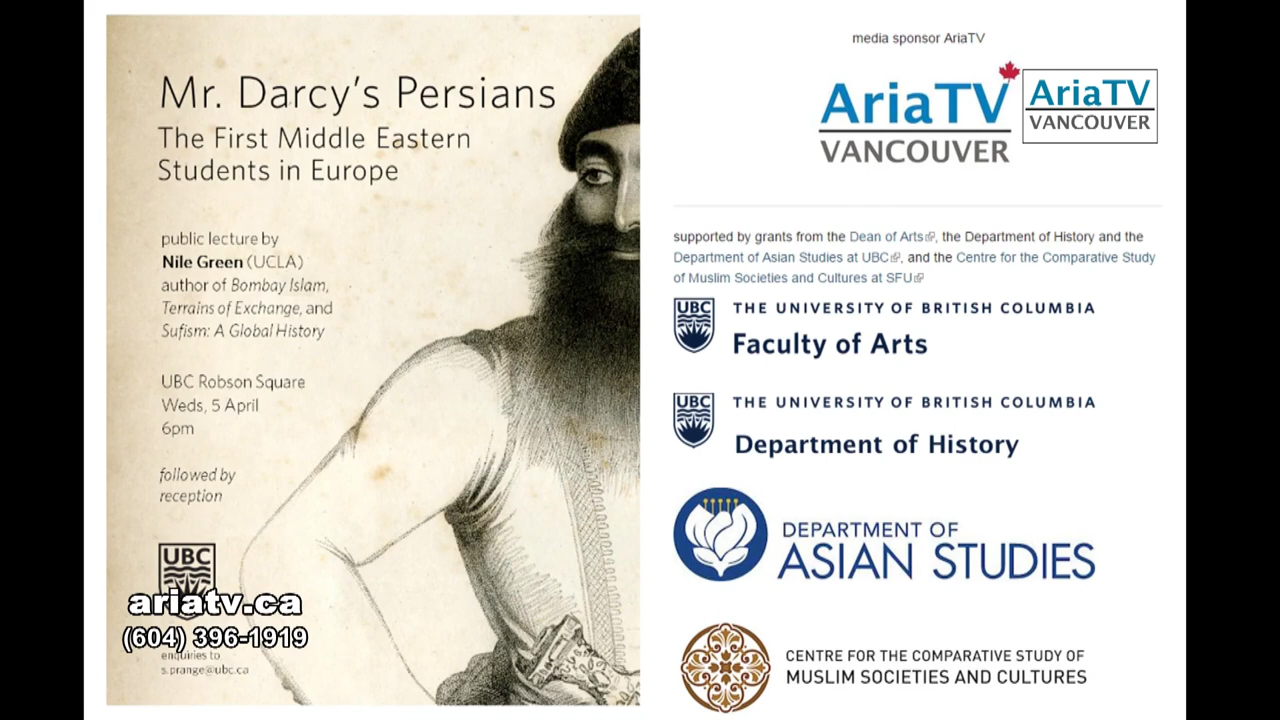 Mr. Darcy's Persians
The First Middle Eastern
Students in Europe
public lecture by
Nile Green (UCLA)
author of Bombay Islam,
Terrains of Exchange, and
Sufism: A Global History
UBC Robson Square
Weds, 5 April
6pm
followed by
reception
UBC
ariatv.ca
(604) 396-1919
enquiries to
s.prange@ubc.ca
media sponsor AriaTV
AriaTV
VANCOUVER
AriaTV
VANCOUVER
supported by grants from the Dean of Arts, the Department of History and the
Department of Asian Studies at UBC, and the Centre for the Comparative Study
of Muslim Societies and Cultures at SFU
UBC
THE UNIVERSITY OF BRITISH COLUMBIA
Faculty of Arts
UBC
THE UNIVERSITY OF BRITISH COLUMBIA
Department of History
DEPARTMENT OF
ASIAN STUDIES
CENTRE FOR THE COMPARATIVE STUDY OF
MUSLIM SOCIETIES AND CULTURES